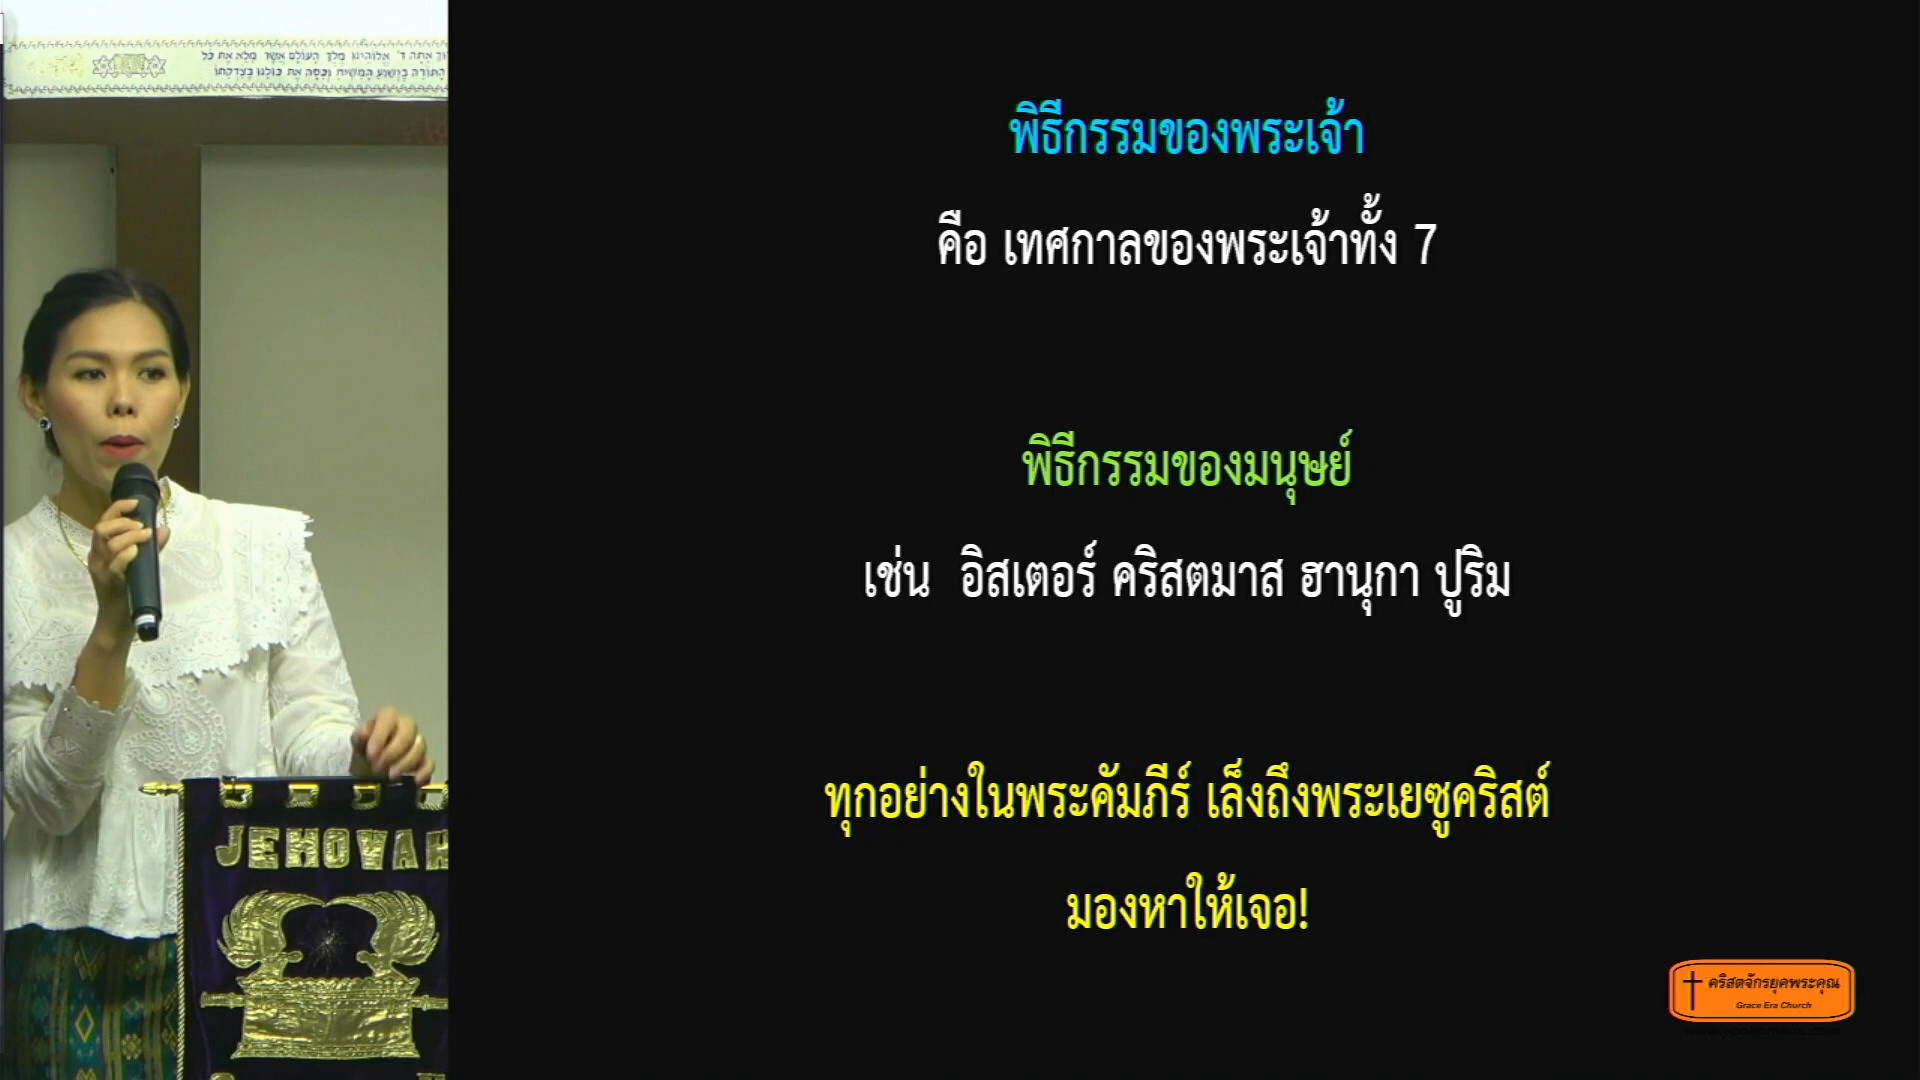 พิธีกรรมของพระเจ้า
คือ เทศกาลของพระเจ้าทั้ง 7
พิธีกรรมของมนุษย์
เช่น อิสเตอร์ คริสตมาส ฮานุกา ปูริม
ทุกอย่างในพระคัมภีร์ เล็งถึงพระเยซูคริสต์
มองหาให้เจอ!
אַתָּה ד' אֱלוֹהֵינוּ מֶלֶךְ הָעוֹלָם אֲשֶׁר מִלֵּא אֶת כֹּל
הַתּוֹרָה בְּיֵשׁוּעַ הַמָּשִׁיחַ וְכִסָּה אֶת כּוּלָּנוּ בְּצִדְקָתוֹ
JEHOVAH
คริสตจักรยุคพระคุณ
Grace Era Church